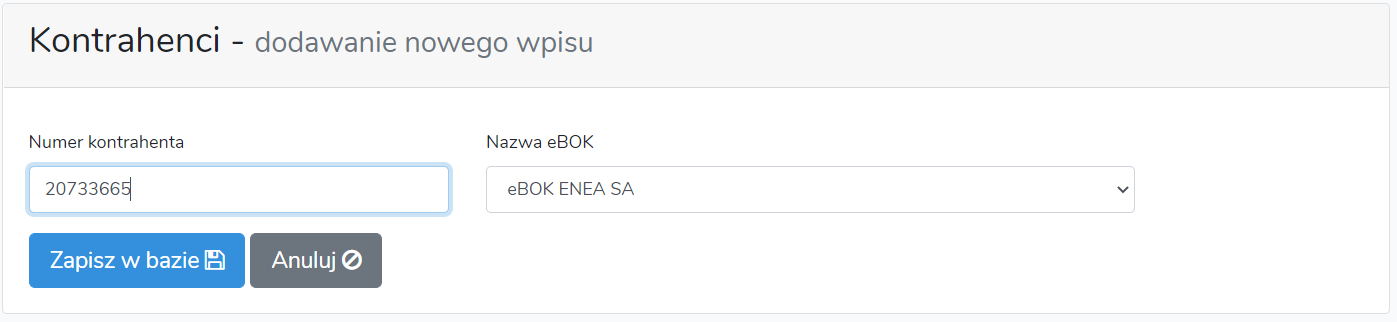 Kontrahenci - dodawanie nowego wpisu
Numer kontrahenta
Nazwa eBOK
20733665
eBOK ENEA SA
Zapisz w bazie
Anuluj